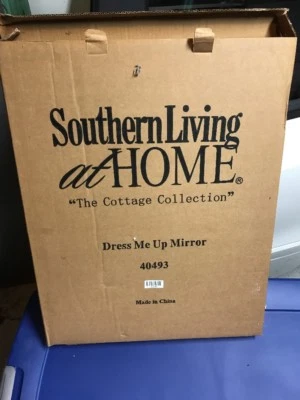 Southern Living
at HOME®
"The Cottage Collection"
Dress Me Up Mirror
40493
Made in China